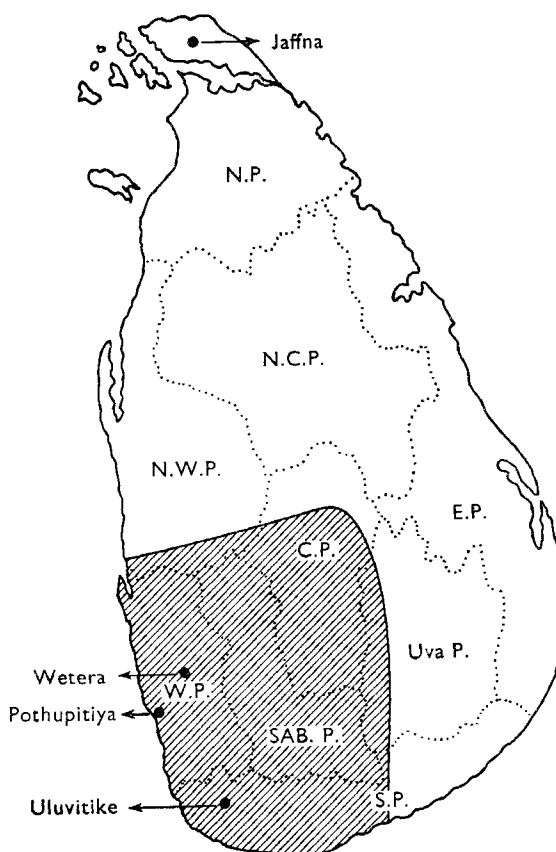 Jaffna
N.P.
N.C.P.
N.W.P.
E.P.
C.P.
Uva P.
Wetera
W.P.
Pothupitiya
SAB. P.
Uluvitike
S.P.